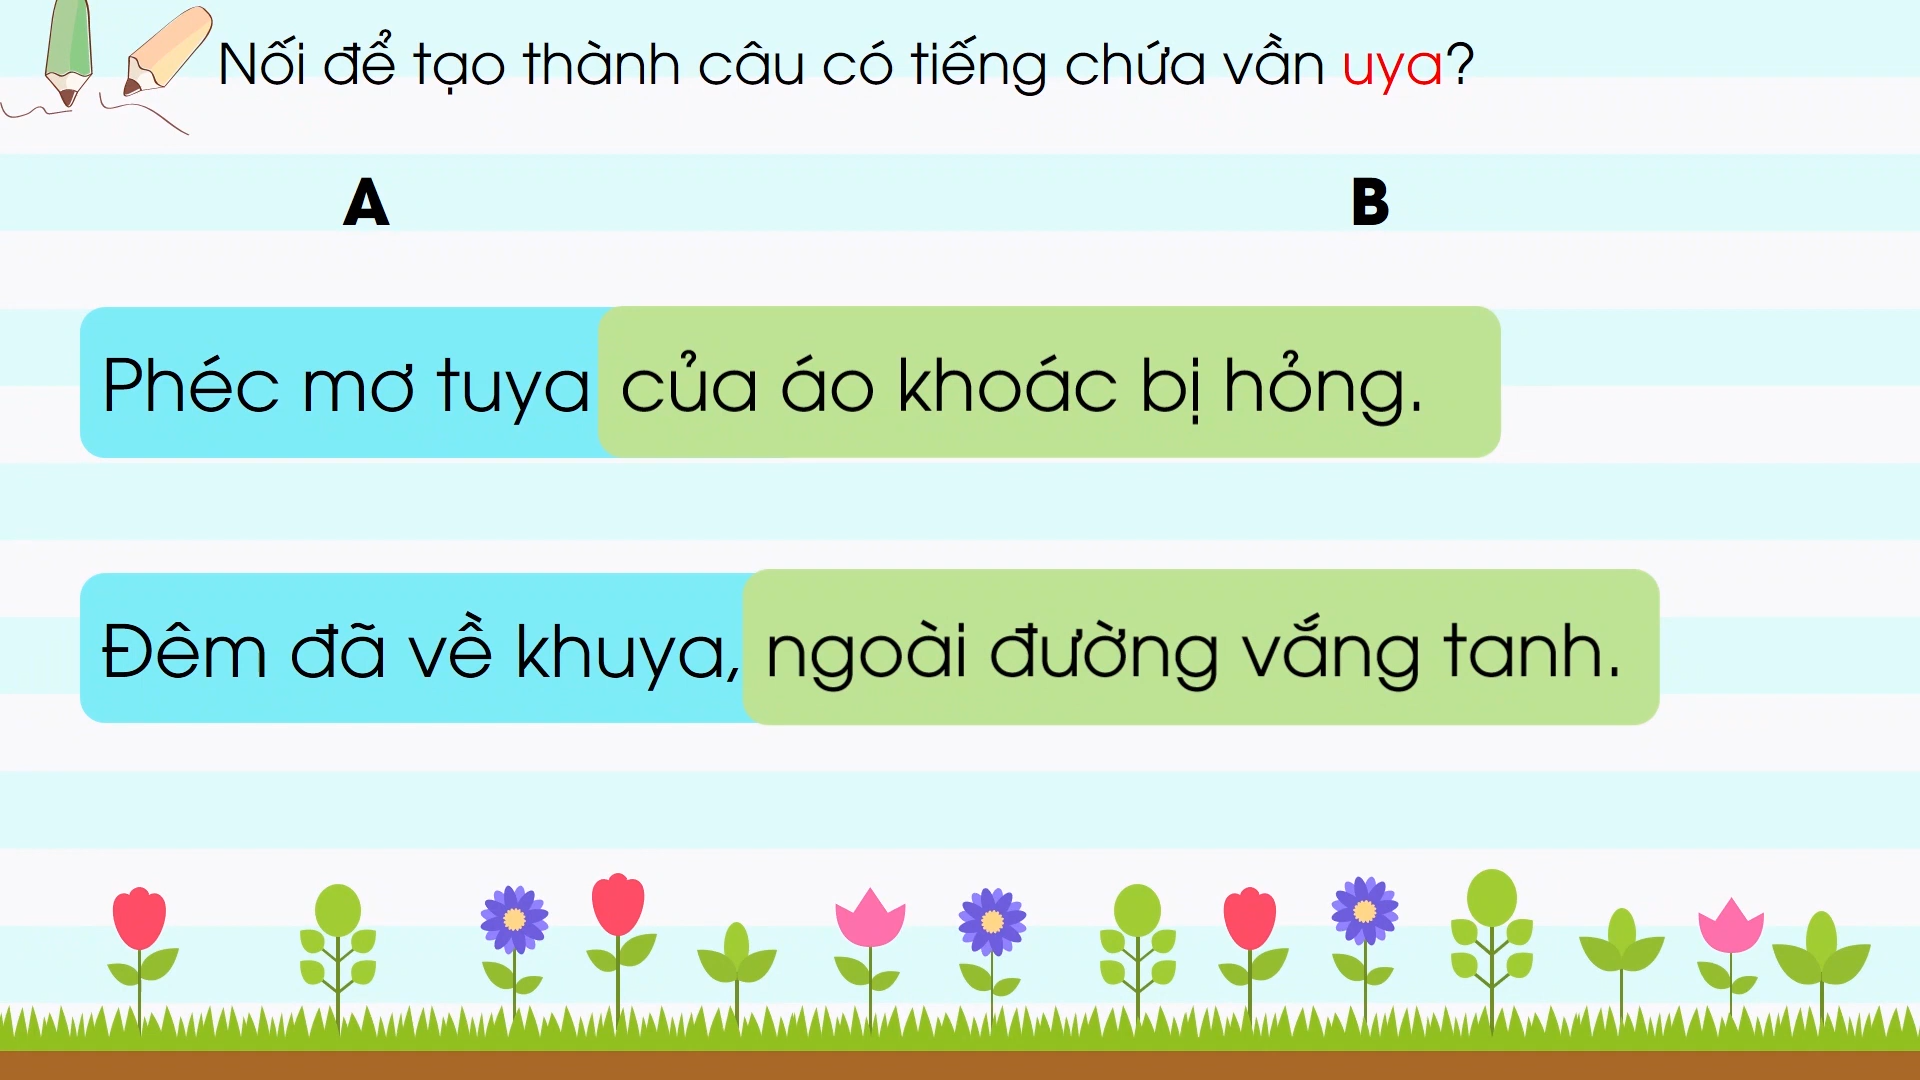 Nối để tạo thành câu có tiếng chứa vần uya?
A
B
Phéc mơ tuya của áo khoác bị hỏng.
Đêm đã về khuya, ngoài đường vắng tanh.